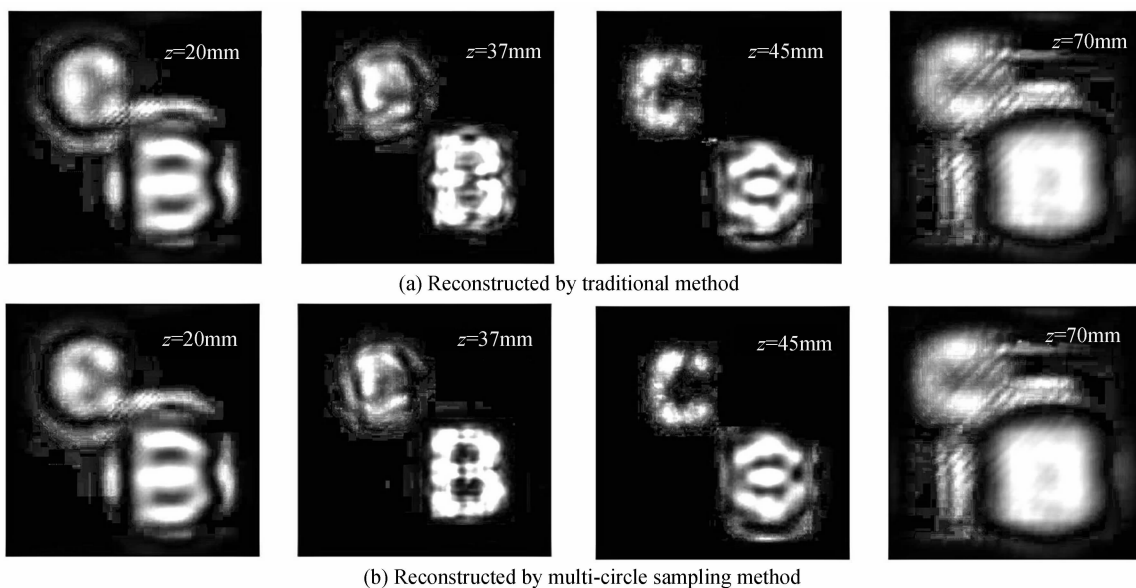 z=20mm z=37mm z=45mm z=70mm
C B
(a) Reconstructed by traditional method
z=20mm z=37mm z=45mm z=70mm
B C
(b) Reconstructed by multi-circle sampling method